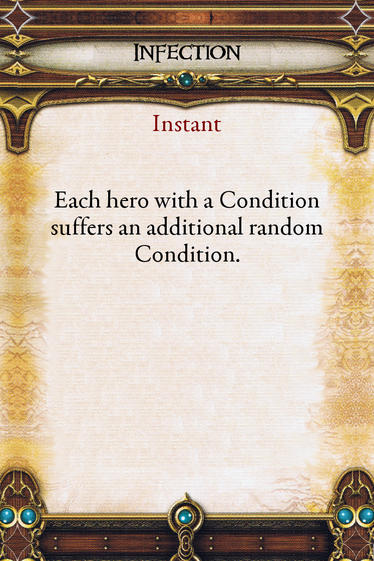 Infection
Instant
Each hero with a Condition
suffers an additional random
Condition.